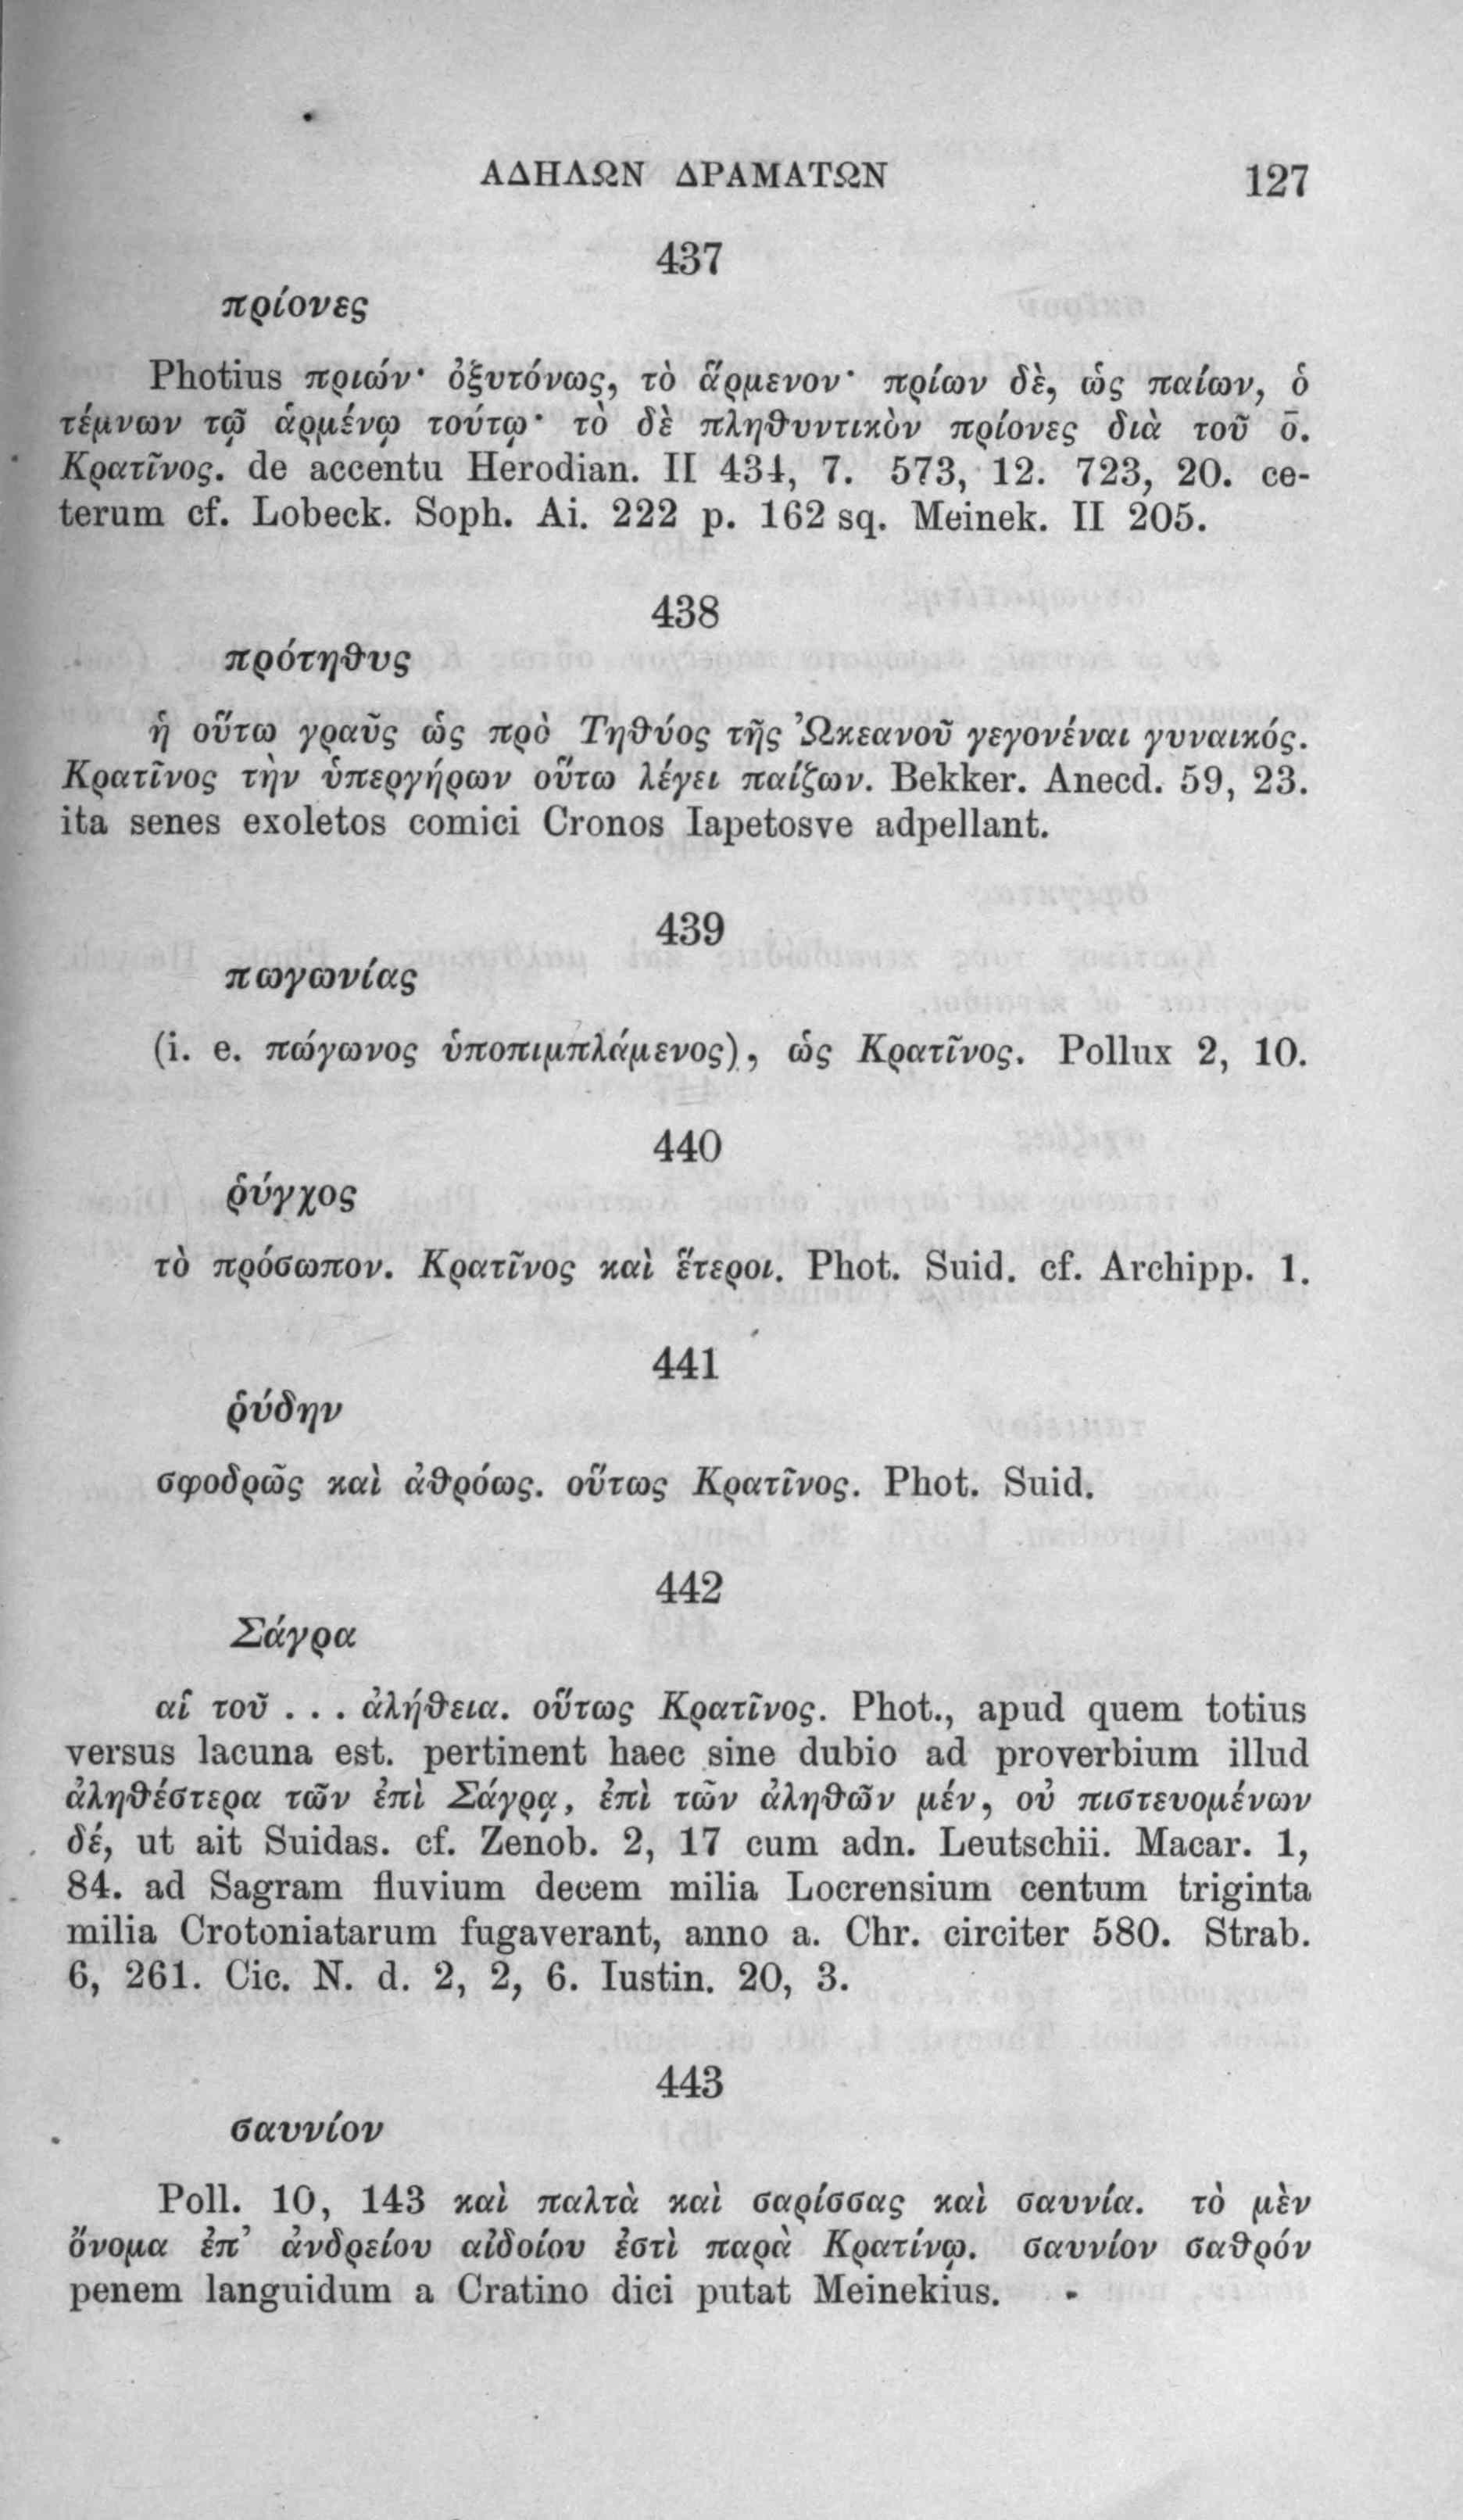 ΑΔΗΛΩΝ ΔΡΑΜΑΤΩΝ 127
437
πρίονες
Photius πριών· ὀξυτόνως, τὸ ἅρμενον· πρίων δὲ, ὡς παίων, ὁ
τέμνων τῷ ἁρμένῳ τούτῳ· τὸ δὲ πληθυντικὸν πρίονες διὰ τοῦ ο̄.
Κρατῖνος. de accentu Herodian. II 434, 7. 573, 12. 723, 20. ce-
terum cf. Lobeck. Soph. Ai. 222 p. 162 sq. Meinek. II 205.
438
πρότηθυς
ἡ οὕτω γραῦς ὡς πρὸ Τηθύος τῆς Ὠκεανοῦ γεγονέναι γυναικός.
Κρατῖνος τὴν ὑπεργήρων οὕτω λέγει παίζων. Bekker. Anecd. 59, 23.
ita senes exoletos comici Cronos Iapetosve adpellant.
439
πωγωνίας
(i. e. πώγωνος ὑποπιμπλάμενος), ὡς Κρατῖνος. Pollux 2, 10.
440
ῥύγχος
τὸ πρόσωπον. Κρατῖνος καὶ ἕτεροι. Phot. Suid. cf. Archipp. 1.
441
ῥύδην
σφοδρῶς καὶ ἀθρόως. οὕτως Κρατῖνος. Phot. Suid.
442
Σάγρα
αἱ τοῦ . . . ἀλήθεια. οὕτως Κρατῖνος. Phot., apud quem totius
versus lacuna est. pertinent haec sine dubio ad proverbium illud
ἀληθέστερα τῶν ἐπὶ Σάγρᾳ, ἐπὶ τῶν ἀληθῶν μέν, οὐ πιστευομένων
δέ, ut ait Suidas. cf. Zenob. 2, 17 cum adn. Leutschii. Macar. 1,
84. ad Sagram fluvium decem milia Locrensium centum triginta
milia Crotoniatarum fugaverant, anno a. Chr. circiter 580. Strab.
6, 261. Cic. N. d. 2, 2, 6. Iustin. 20, 3.
443
σαυνίον
Poll. 10, 143 καὶ παλτὰ καὶ σαρίσσας καὶ σαυνία. τὸ μὲν
ὄνομα ἐπ’ ἀνδρείου αἰδοίου ἐστὶ παρὰ Κρατίνῳ. σαυνίον σαθρόν
penem languidum a Cratino dici putat Meinekius.